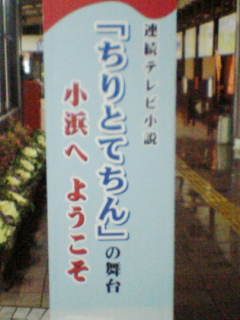 連続テレビ小説
『ちりとてちん』の舞台
小浜へ ようこそ